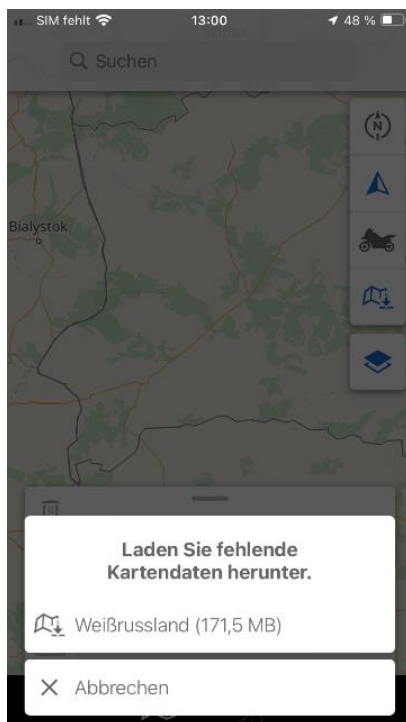 SIM fehlt
13:00
48 %
Suchen
N
Bialystok
Laden Sie fehlende
Kartendaten herunter.
Weißrussland (171,5 MB)
Abbrechen